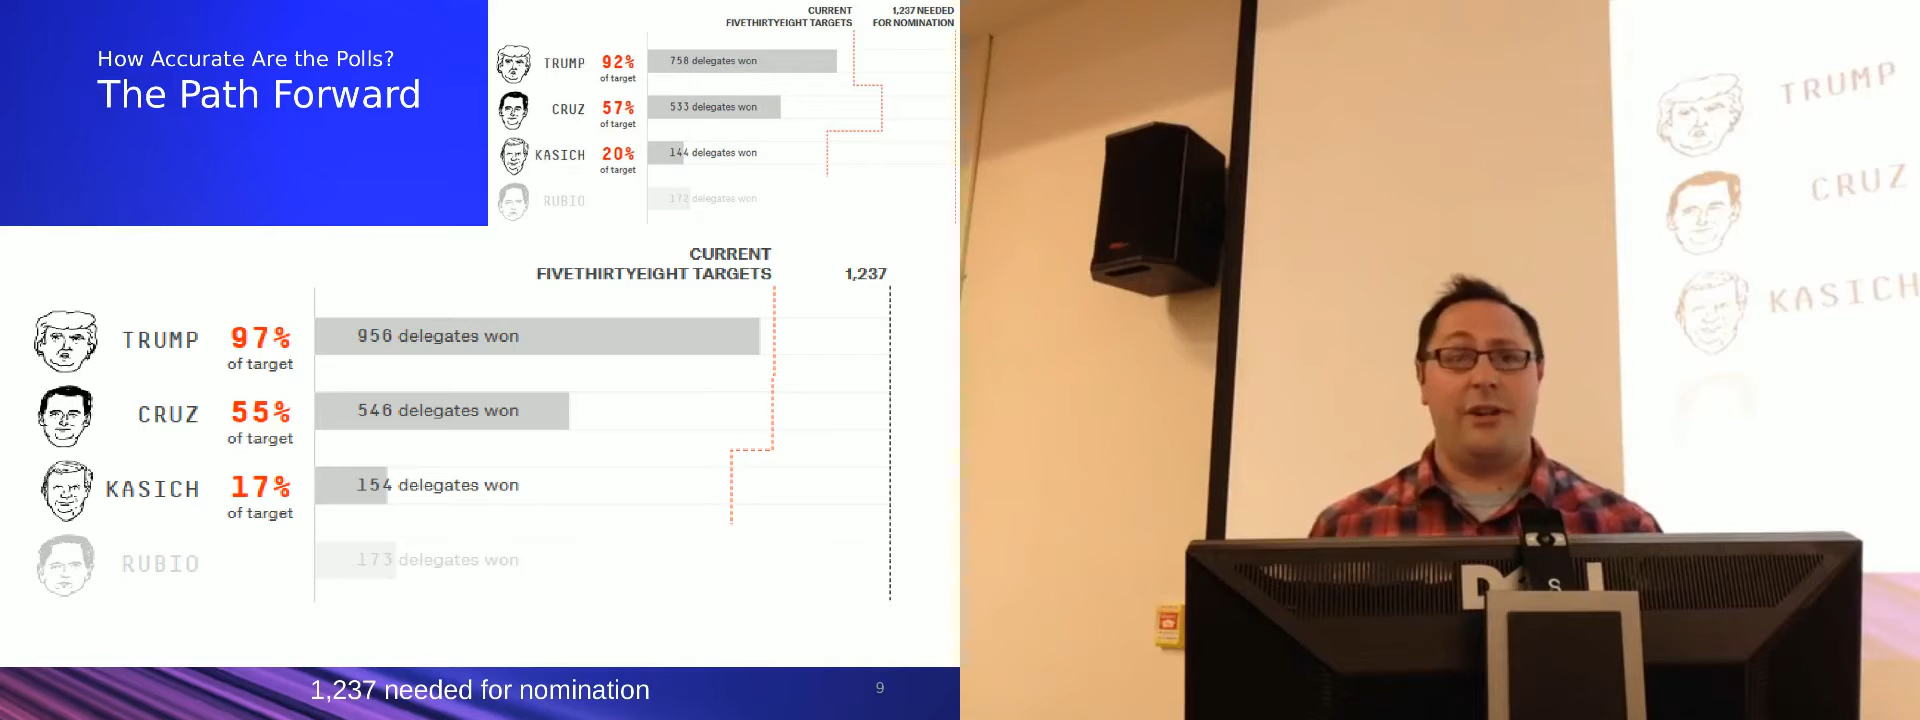 How Accurate Are the Polls?
The Path Forward
CURRENT
FIVETHIRTYEIGHT TARGETS
1,237 NEEDED
FOR NOMINATION
TRUMP 92% 758 delegates won
of target
CRUZ 57% 533 delegates won
of target
KASICH 20% 144 delegates won
of target
RUBIO 172 delegates won
CURRENT
FIVETHIRTYEIGHT TARGETS 1,237
TRUMP 97% 956 delegates won
of target
CRUZ 55% 546 delegates won
of target
KASICH 17% 154 delegates won
of target
RUBIO 173 delegates won
1,237 needed for nomination 9
TRUMP
CRUZ
KASICH